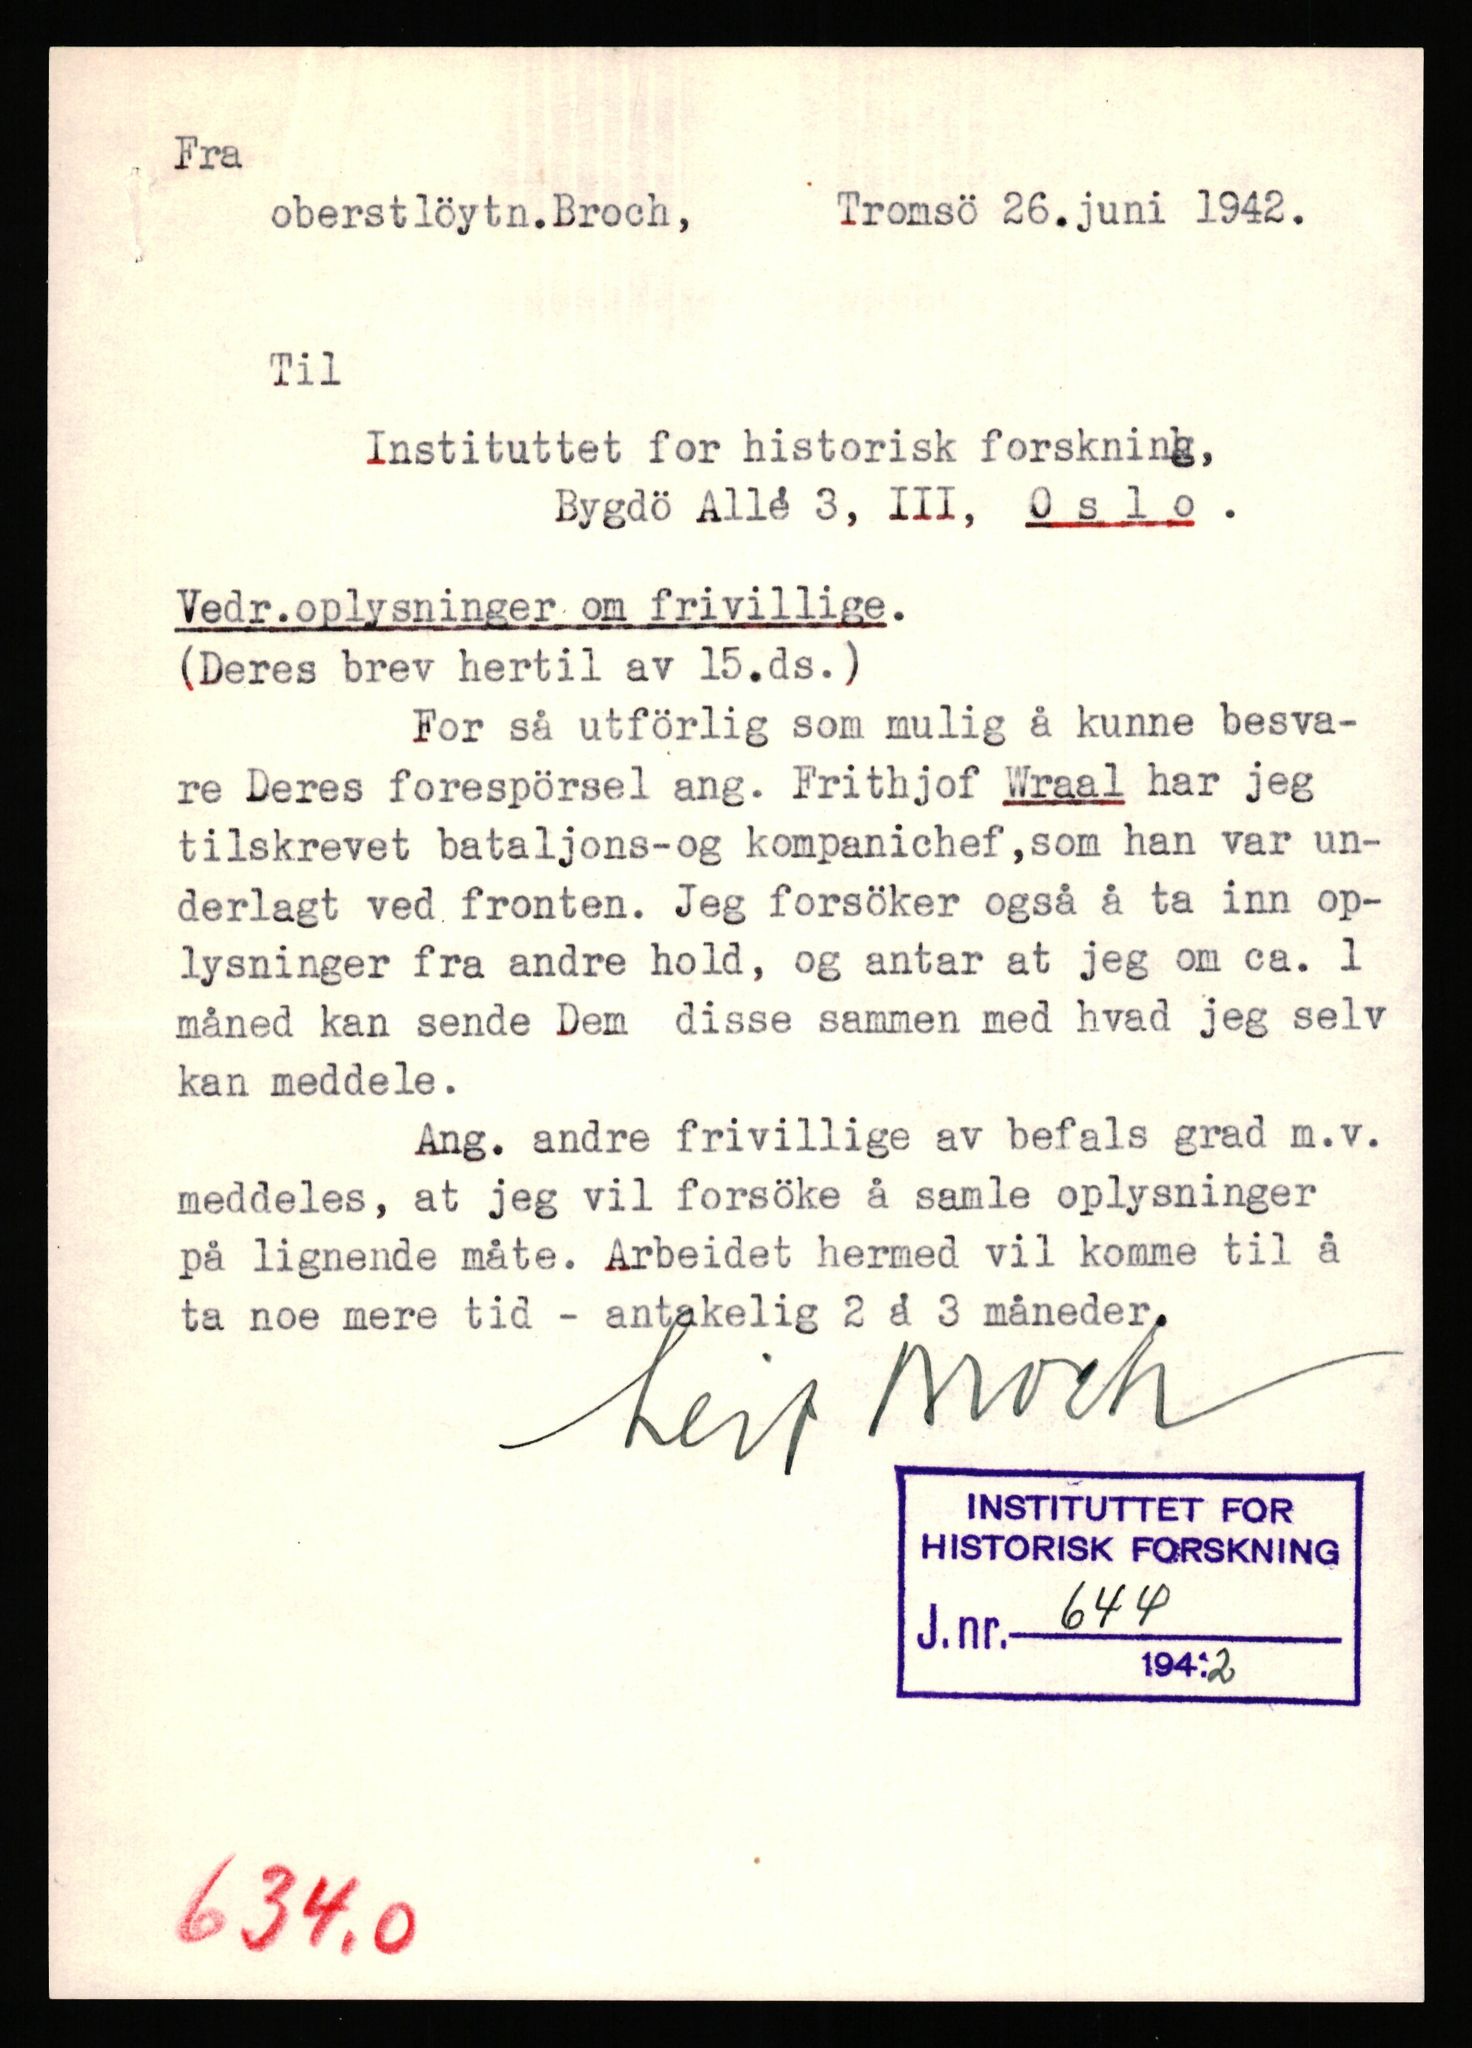 Fra
oberstlöytn.Broch, Tromsö 26.juni 1942.
Til
Instituttet for historisk forskning,
Bygdö Allé 3, III, O s l o .
Vedr.oplysninger om frivillige.
(Deres brev hertil av 15.ds.)
For så utförlig som mulig å kunne besva-
re Deres forespörsel ang. Frithjof Wraal har jeg
tilskrevet bataljons-og kompanichef,som han var un-
derlagt ved fronten. Jeg forsöker også å ta inn op-
lysninger fra andre hold, og antar at jeg om ca. 1
måned kan sende Dem disse sammen med hvad jeg selv
kan meddele.
Ang. andre frivillige av befals grad m.v.
meddeles, at jeg vil forsöke å samle oplysninger
på lignende måte. Arbeidet hermed vil komme til å
ta noe mere tid - antakelig 2 á 3 måneder.
Leif Broch
INSTITUTTET FOR
HISTORISK FORSKNING
J. nr. 644
1942
634.0